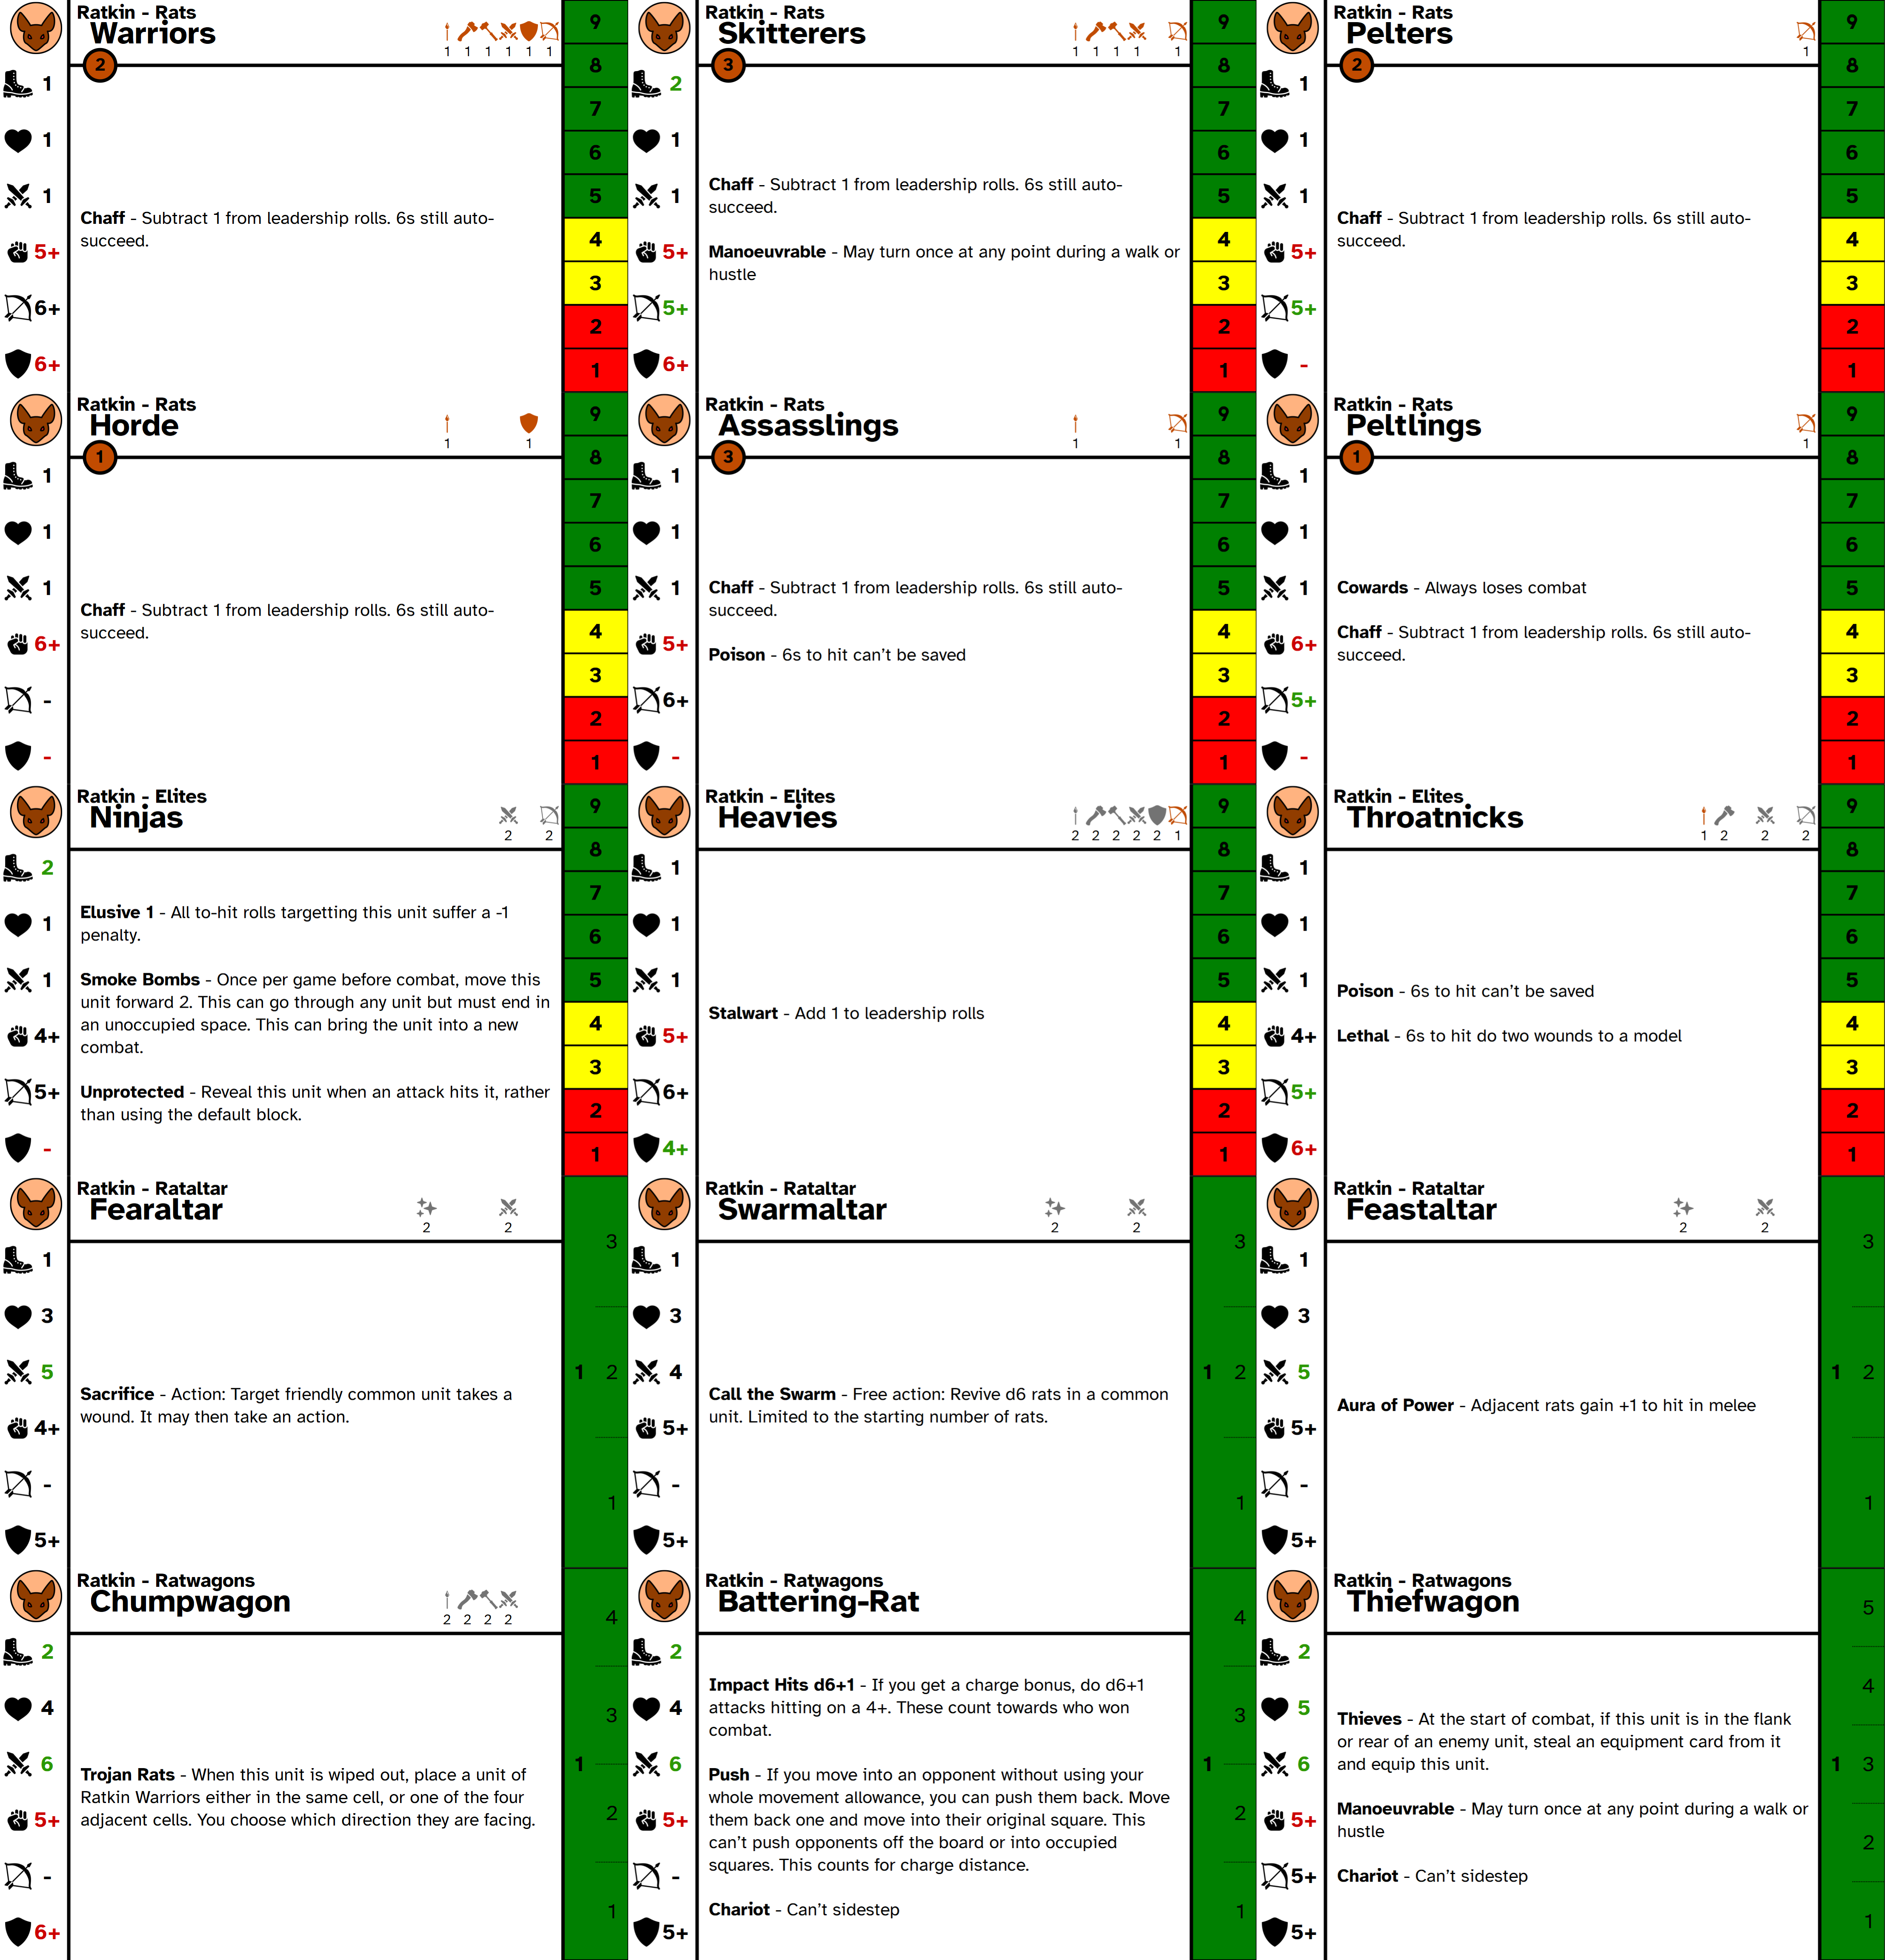 Ratkin - Rats
Warriors
1 1 1 1 1 1
2
1
1
1
5+
6+
6+
Chaff - Subtract 1 from leadership rolls. 6s still auto-
succeed.
9
8
7
6
5
4
3
2
1
Ratkin - Rats
Skitterers
1 1 1 1 1
3
2
1
1
5+
5+
6+
Chaff - Subtract 1 from leadership rolls. 6s still auto-
succeed.
Manoeuvrable - May turn once at any point during a walk or
hustle
9
8
7
6
5
4
3
2
1
Ratkin - Rats
Pelters
1
2
1
1
1
5+
5+
-
Chaff - Subtract 1 from leadership rolls. 6s still auto-
succeed.
9
8
7
6
5
4
3
2
1
Ratkin - Rats
Horde
1 1
1
1
1
1
6+
-
-
Chaff - Subtract 1 from leadership rolls. 6s still auto-
succeed.
9
8
7
6
5
4
3
2
1
Ratkin - Rats
Assasslings
1 1
3
1
1
1
5+
6+
-
Chaff - Subtract 1 from leadership rolls. 6s still auto-
succeed.
Poison - 6s to hit can't be saved
9
8
7
6
5
4
3
2
1
Ratkin - Rats
Peltlings
1
1
1
1
1
6+
5+
-
Cowards - Always loses combat
Chaff - Subtract 1 from leadership rolls. 6s still auto-
succeed.
9
8
7
6
5
4
3
2
1
Ratkin - Elites
Ninjas
2 2
2
1
1
4+
5+
-
Elusive 1 - All to-hit rolls targetting this unit suffer a -1
penalty.
Smoke Bombs - Once per game before combat, move this
unit forward 2. This can go through any unit but must end in
an unoccupied space. This can bring the unit into a new
combat.
Unprotected - Reveal this unit when an attack hits it, rather
than using the default block.
9
8
7
6
5
4
3
2
1
Ratkin - Elites
Heavies
2 2 2 2 2 1
1
1
1
5+
6+
4+
Stalwart - Add 1 to leadership rolls
9
8
7
6
5
4
3
2
1
Ratkin - Elites
Throatnicks
1 2 2 2
1
1
1
4+
5+
6+
Poison - 6s to hit can't be saved
Lethal - 6s to hit do two wounds to a model
9
8
7
6
5
4
3
2
1
Ratkin - Rataltar
Fearaltar
2 2
1
3
5
4+
-
5+
Sacrifice - Action: Target friendly common unit takes a
wound. It may then take an action.
3
1 2
1
Ratkin - Rataltar
Swarmaltar
2 2
1
3
4
5+
-
5+
Call the Swarm - Free action: Revive d6 rats in a common
unit. Limited to the starting number of rats.
3
1 2
1
Ratkin - Rataltar
Feastaltar
2 2
1
3
5
5+
-
5+
Aura of Power - Adjacent rats gain +1 to hit in melee
3
1 2
1
Ratkin - Ratwagons
Chumpwagon
2 2 2 2
2
4
6
5+
-
6+
Trojan Rats - When this unit is wiped out, place a unit of
Ratkin Warriors either in the same cell, or one of the four
adjacent cells. You choose which direction they are facing.
4
3
1
2
1
Ratkin - Ratwagons
Battering-Rat
2
4
6
5+
-
5+
Impact Hits d6+1 - If you get a charge bonus, do d6+1
attacks hitting on a 4+. These count towards who won
combat.
Push - If you move into an opponent without using your
whole movement allowance, you can push them back. Move
them back one and move into their original square. This
can't push opponents off the board or into occupied
squares. This counts for charge distance.
Chariot - Can't sidestep
4
3
1
2
1
Ratkin - Ratwagons
Thiefwagon
2
5
6
5+
5+
5+
Thieves - At the start of combat, if this unit is in the flank
or rear of an enemy unit, steal an equipment card from it
and equip this unit.
Manoeuvrable - May turn once at any point during a walk or
hustle
Chariot - Can't sidestep
5
4
1 3
2
1